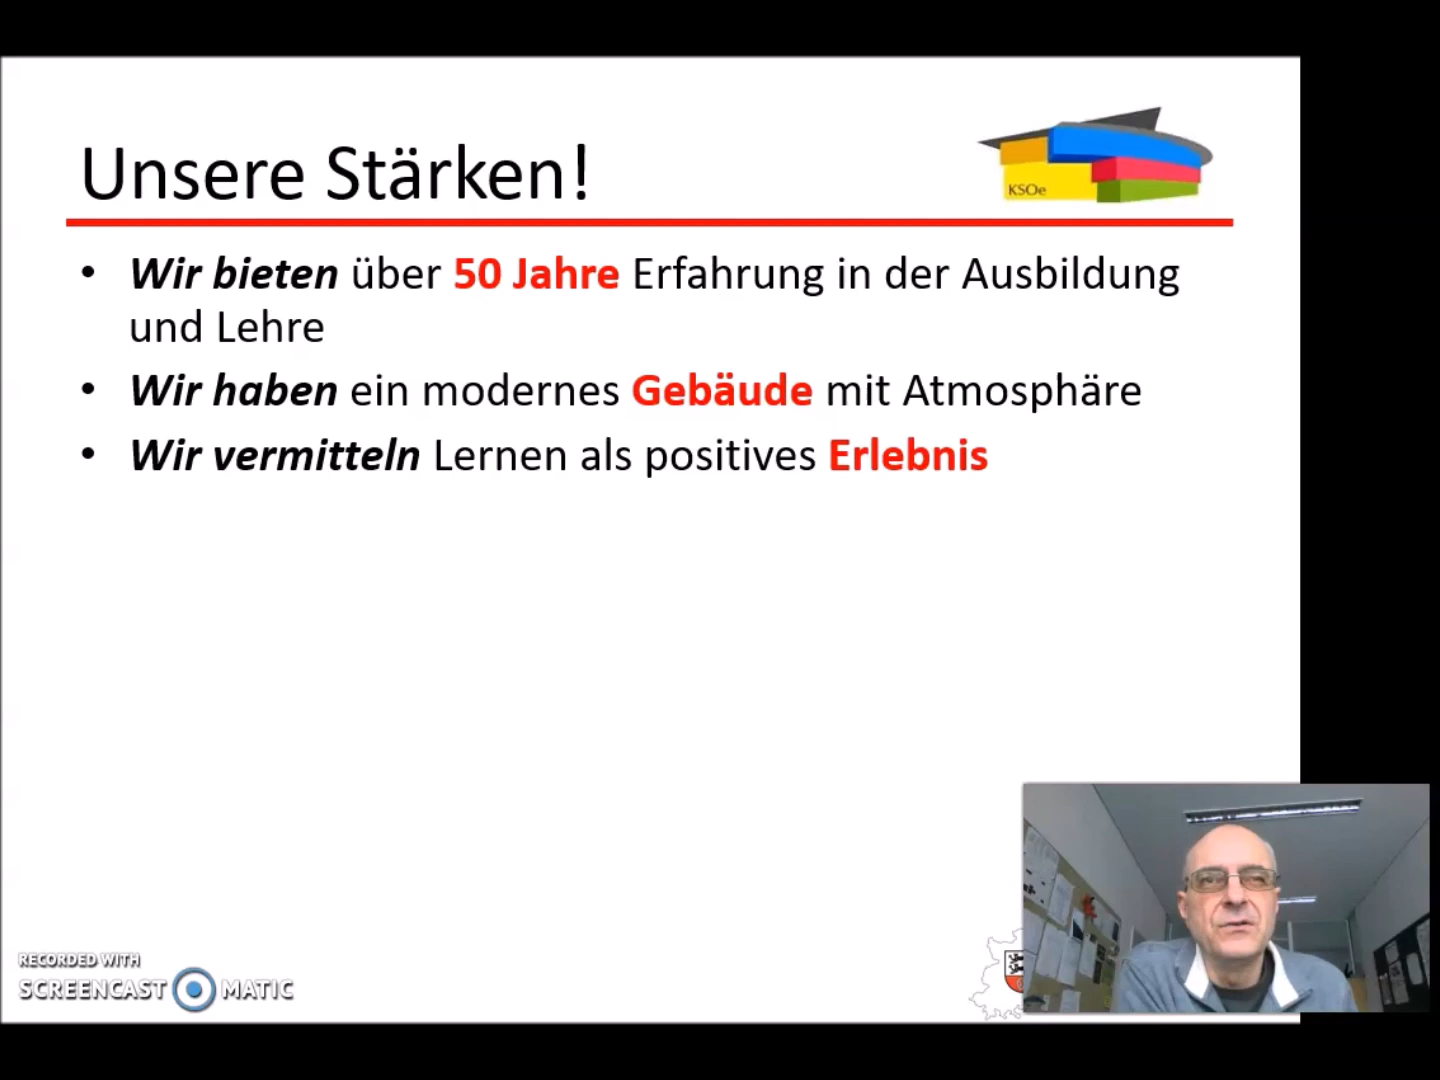 Unsere Stärken!
KSOe
• Wir bieten über 50 Jahre Erfahrung in der Ausbildung
und Lehre
• Wir haben ein modernes Gebäude mit Atmosphäre
• Wir vermitteln Lernen als positives Erlebnis
RECORDED WITH
SCREENCAST MATIC